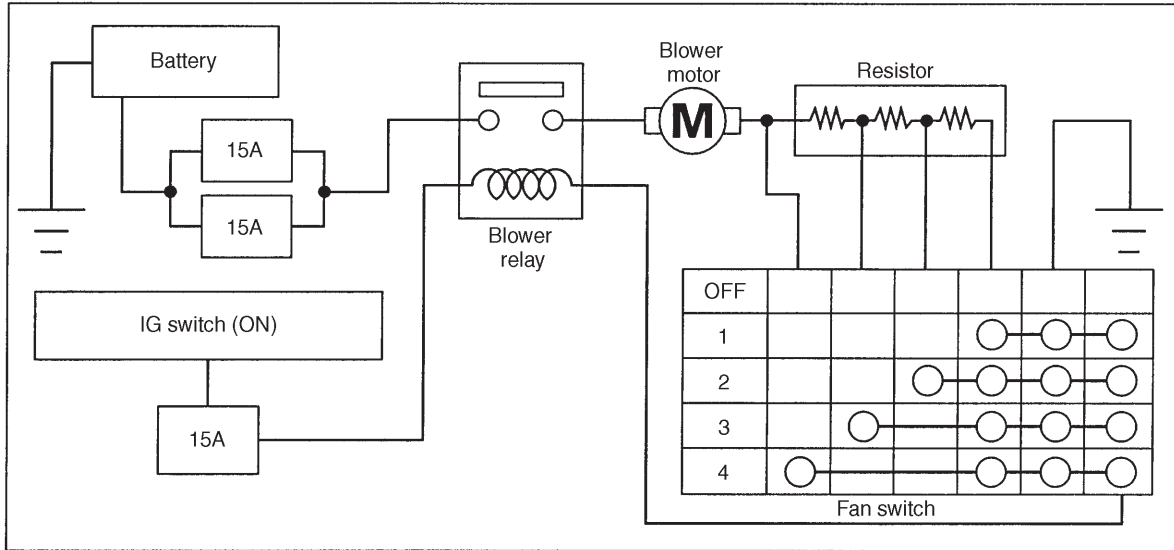 Battery
15A
15A
Blower
relay
Blower
motor
M
Resistor
IG switch (ON)
15A
OFF
1
2
3
4
Fan switch